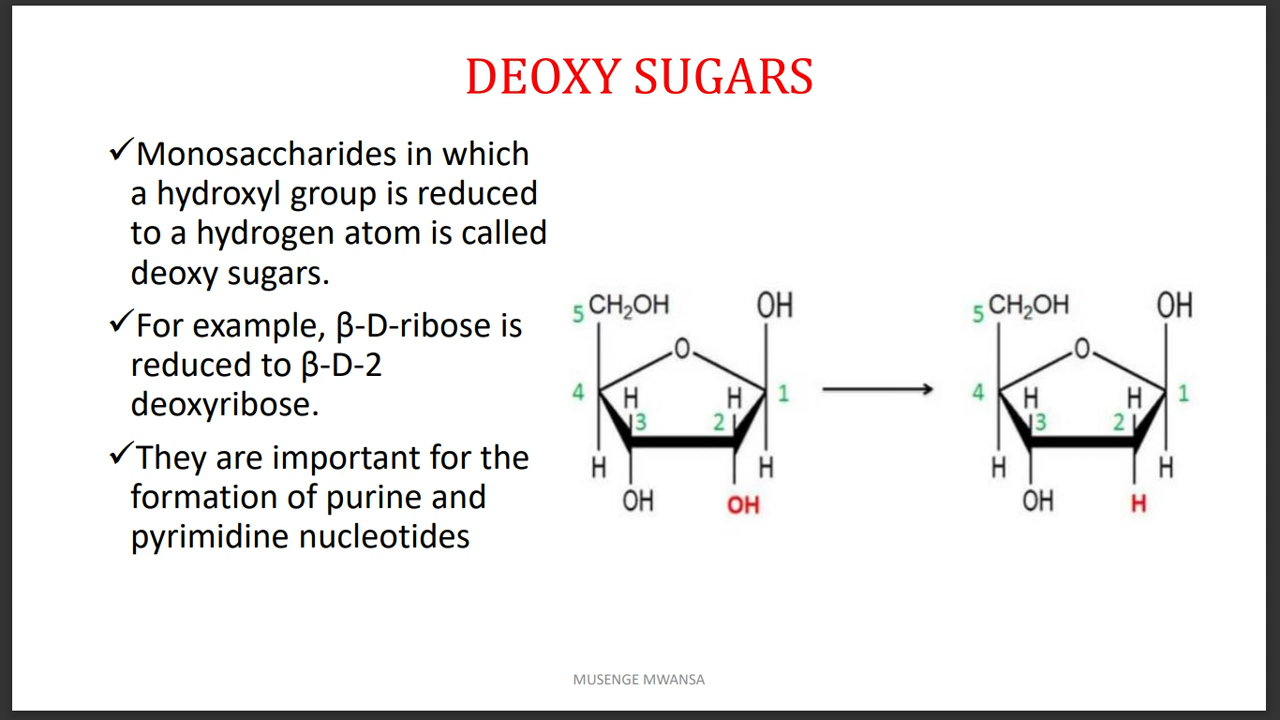 DEOXY SUGARS
✓Monosaccharides in which
a hydroxyl group is reduced
to a hydrogen atom is called
deoxy sugars.
✓For example, β-D-ribose is
reduced to β-D-2
deoxyribose.
✓They are important for the
formation of purine and
pyrimidine nucleotides
5 CH₂OH OH
O
4 H H 1
3 2
H H
OH OH
5 CH₂OH OH
O
4 H H 1
3 2
H H
OH H
MUSENGE MWANSA